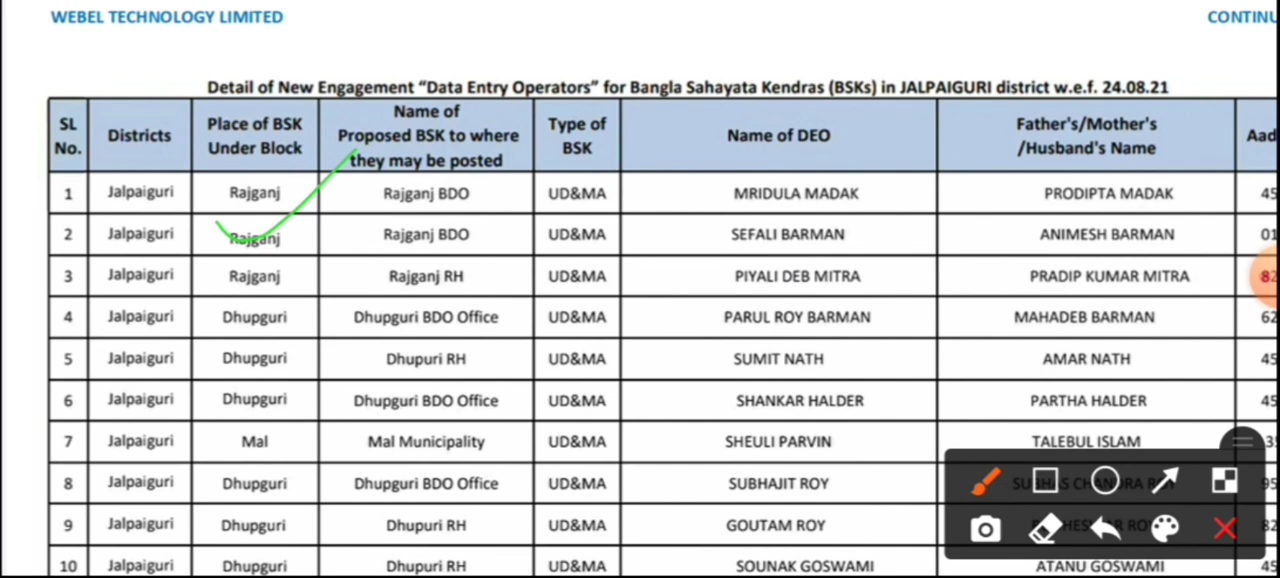 WEBEL TECHNOLOGY LIMITED CONTINU
Detail of New Engagement “Data Entry Operators” for Bangla Sahayata Kendras (BSKs) in JALPAIGURI district w.e.f. 24.08.21
SL No. Districts Place of BSK Under Block Name of Proposed BSK to where they may be posted Type of BSK Name of DEO Father's/Mother's /Husband's Name Aad
1 Jalpaiguri Rajganj Rajganj BDO UD&MA MRIDULA MADAK PRODIPTA MADAK 45
2 Jalpaiguri Rajganj Rajganj BDO UD&MA SEFALI BARMAN ANIMESH BARMAN 01
3 Jalpaiguri Rajganj Rajganj RH UD&MA PIYALI DEB MITRA PRADIP KUMAR MITRA 82
4 Jalpaiguri Dhupguri Dhupguri BDO Office UD&MA PARUL ROY BARMAN MAHADEB BARMAN 62
5 Jalpaiguri Dhupguri Dhupuri RH UD&MA SUMIT NATH AMAR NATH 45
6 Jalpaiguri Dhupguri Dhupguri BDO Office UD&MA SHANKAR HALDER PARTHA HALDER 45
7 Jalpaiguri Mal Mal Municipality UD&MA SHEULI PARVIN TALEBUL ISLAM
8 Jalpaiguri Dhupguri Dhupguri BDO Office UD&MA SUBHAJIT ROY SUBHAS CHANDRA 95
9 Jalpaiguri Dhupguri Dhupuri RH UD&MA GOUTAM ROY 82
10 Jalpaiguri Dhupguri Dhupuri RH UD&MA SOUNAK GOSWAMI ATANU GOSWAMI 45